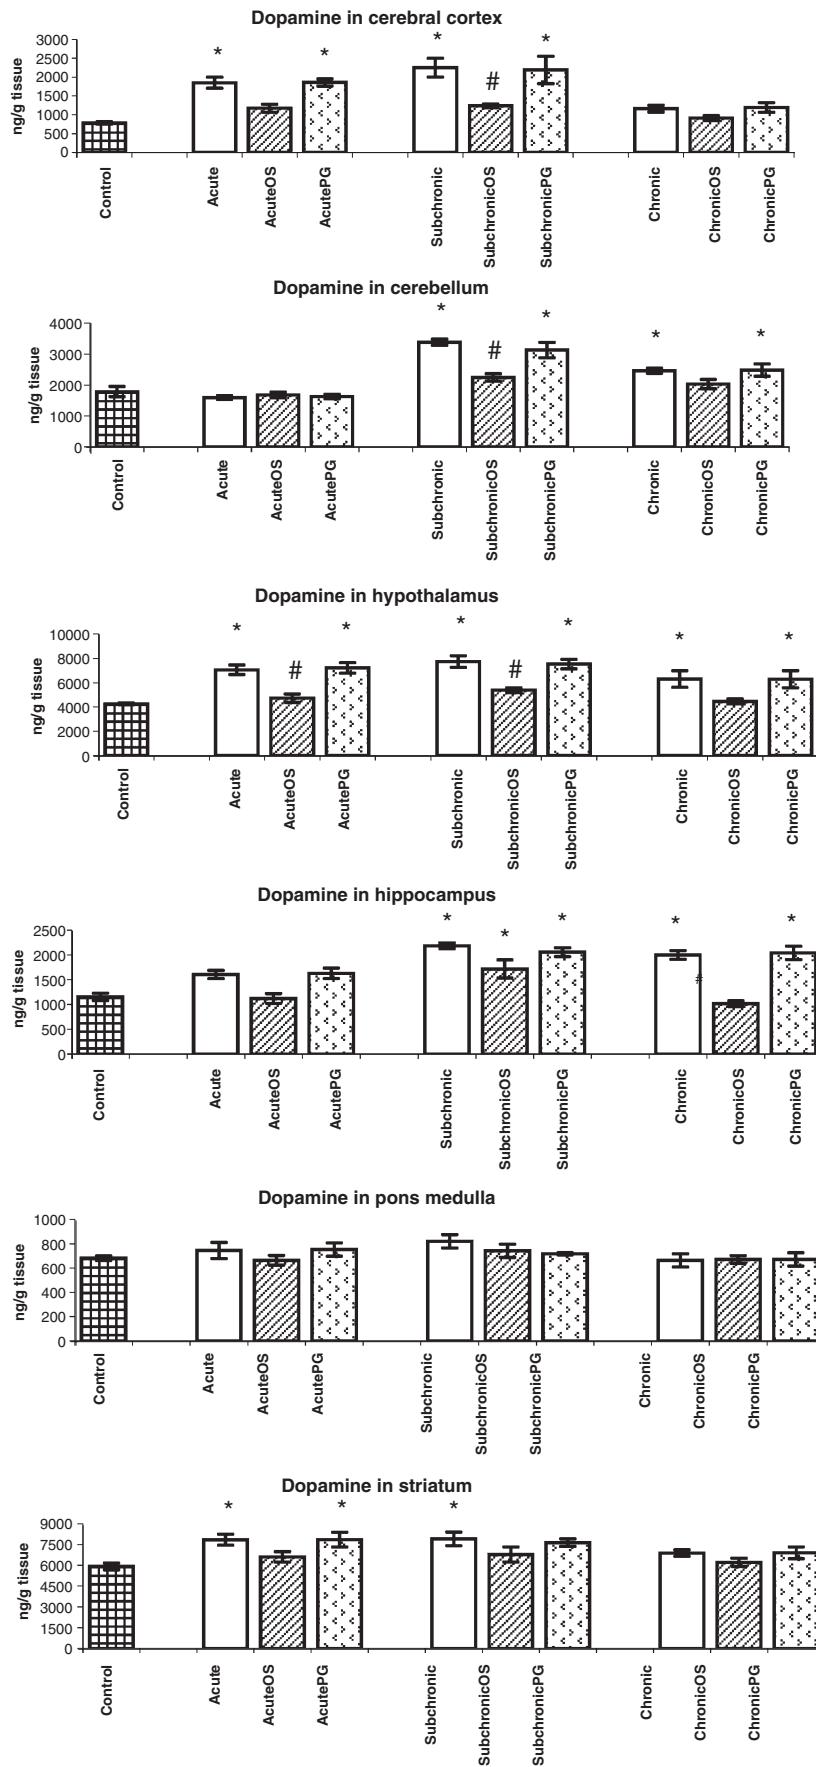 Dopamine in cerebral cortex
* * * # *
3000
2500
2000
1500
1000
500
0
ng/g tissue
Control Acute AcuteOS AcutePG Subchronic SubchronicOS SubchronicPG Chronic ChronicOS ChronicPG
Dopamine in cerebellum
* # * * *
4000
3000
2000
1000
0
ng/g tissue
Control Acute AcuteOS AcutePG Subchronic SubchronicOS SubchronicPG Chronic ChronicOS ChronicPG
Dopamine in hypothalamus
* # * * # * * *
10000
8000
6000
4000
2000
0
ng/g tissue
Control Acute AcuteOS AcutePG Subchronic SubchronicOS SubchronicPG Chronic ChronicOS ChronicPG
Dopamine in hippocampus
* * * * # *
2500
2000
1500
1000
500
0
ng/g tissue
Control Acute AcuteOS AcutePG Subchronic SubchronicOS SubchronicPG Chronic ChronicOS ChronicPG
Dopamine in pons medulla
1000
800
600
400
200
0
ng/g tissue
Control Acute AcuteOS AcutePG Subchronic SubchronicOS SubchronicPG Chronic ChronicOS ChronicPG
Dopamine in striatum
* * *
9000
7500
6000
4500
3000
1500
0
ng/g tissue
Control Acute AcuteOS AcutePG Subchronic SubchronicOS SubchronicPG Chronic ChronicOS ChronicPG